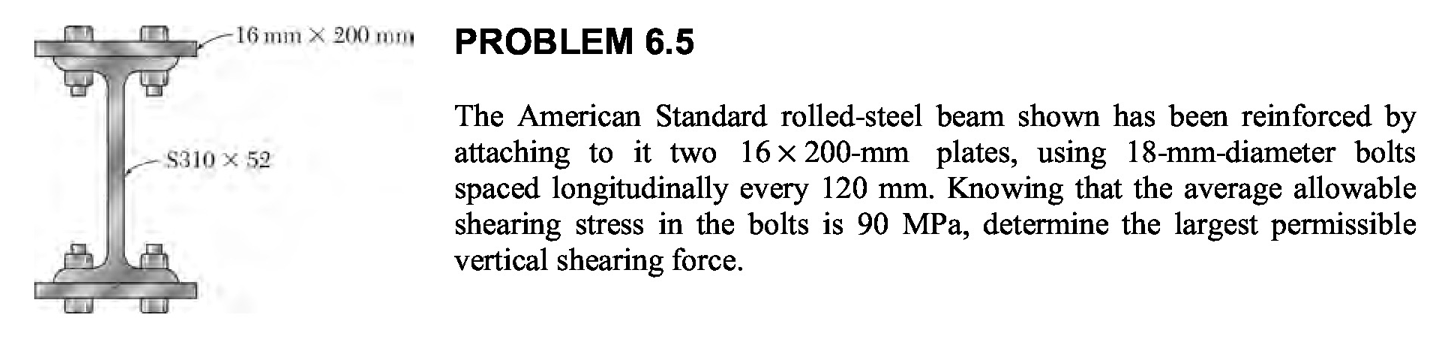 16 mm × 200 mm
PROBLEM 6.5
The American Standard rolled-steel beam shown has been reinforced by
attaching to it two 16 × 200-mm plates, using 18-mm-diameter bolts
S310 × 52
spaced longitudinally every 120 mm. Knowing that the average allowable
shearing stress in the bolts is 90 MPa, determine the largest permissible
vertical shearing force.